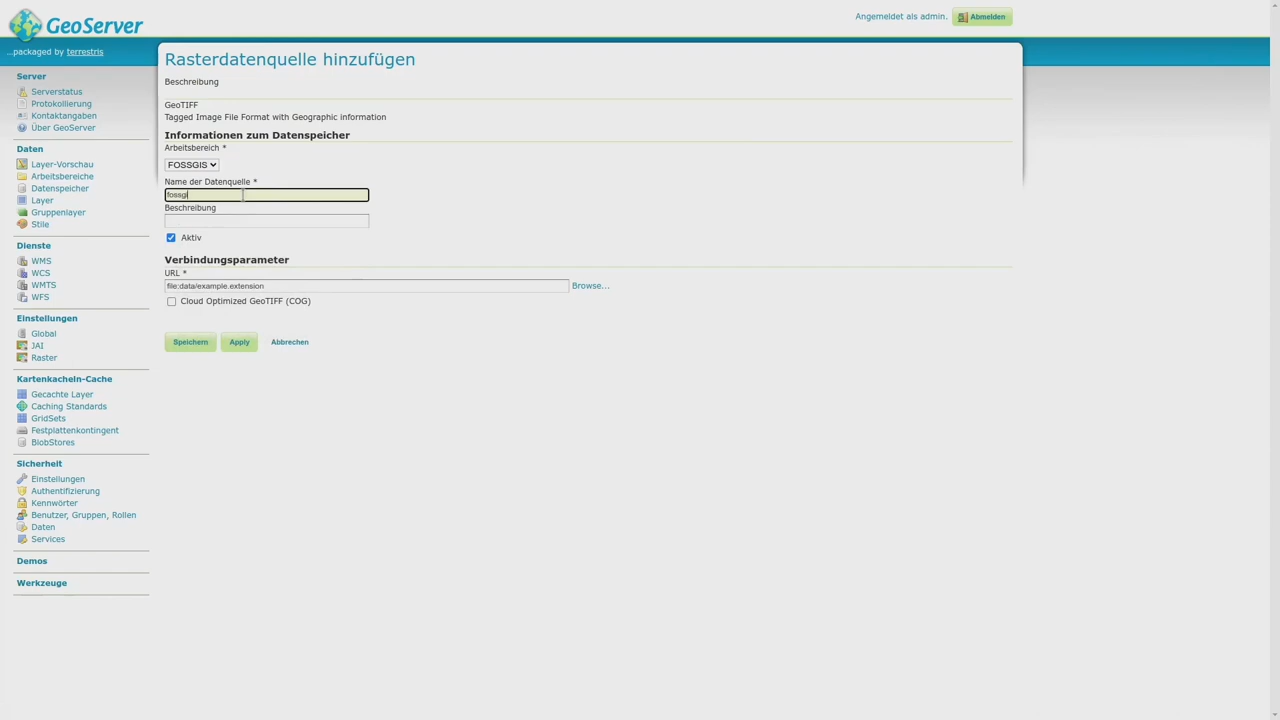 GeoServer
Angemeldet als admin.
Abmelden
...packaged by terrestris
Server
Serverstatus
Protokollierung
Kontaktangaben
Über GeoServer
Daten
Layer-Vorschau
Arbeitsbereiche
Datenspeicher
Layer
Gruppenlayer
Stile
Dienste
WMS
WCS
WMTS
WFS
Einstellungen
Global
JAI
Raster
Kartenkacheln-Cache
Gecachte Layer
Caching Standards
GridSets
Festplattenkontingent
BlobStores
Sicherheit
Einstellungen
Authentifizierung
Kennwörter
Benutzer, Gruppen, Rollen
Daten
Services
Demos
Werkzeuge
Rasterdatenquelle hinzufügen
Beschreibung
GeoTIFF
Tagged Image File Format with Geographic information
Informationen zum Datenspeicher
Arbeitsbereich *
FOSSGIS
Name der Datenquelle *
fossgi
Beschreibung
Aktiv
Verbindungsparameter
URL *
file:data/example.extension
Browse...
Cloud Optimized GeoTIFF (COG)
Speichern Apply Abbrechen